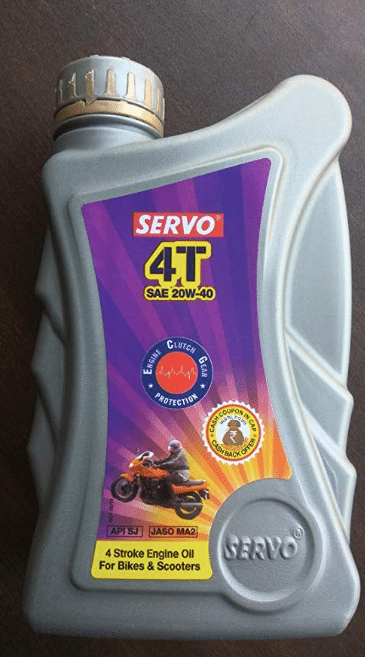 SERVO®
4T
SAE 20W-40
ENGINE CLUTCH GEAR
PROTECTION
CASH COUPON IN CAP
₹
CASH BACK OFFER
API SJ JASO MA2
4 Stroke Engine Oil
For Bikes & Scooters
SERVO